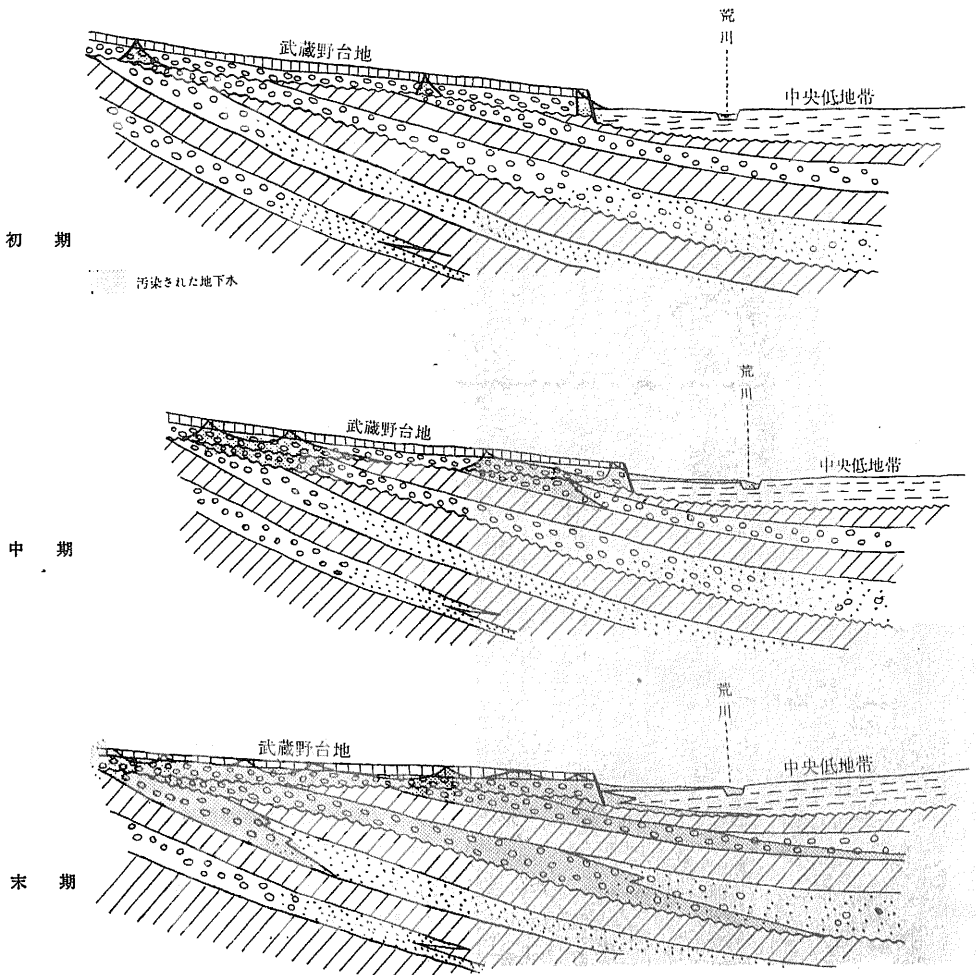 荒川
武蔵野台地
中央低地帯
初期
汚染された地下水
荒川
武蔵野台地
中央低地帯
中期
荒川
武蔵野台地
中央低地帯
末期